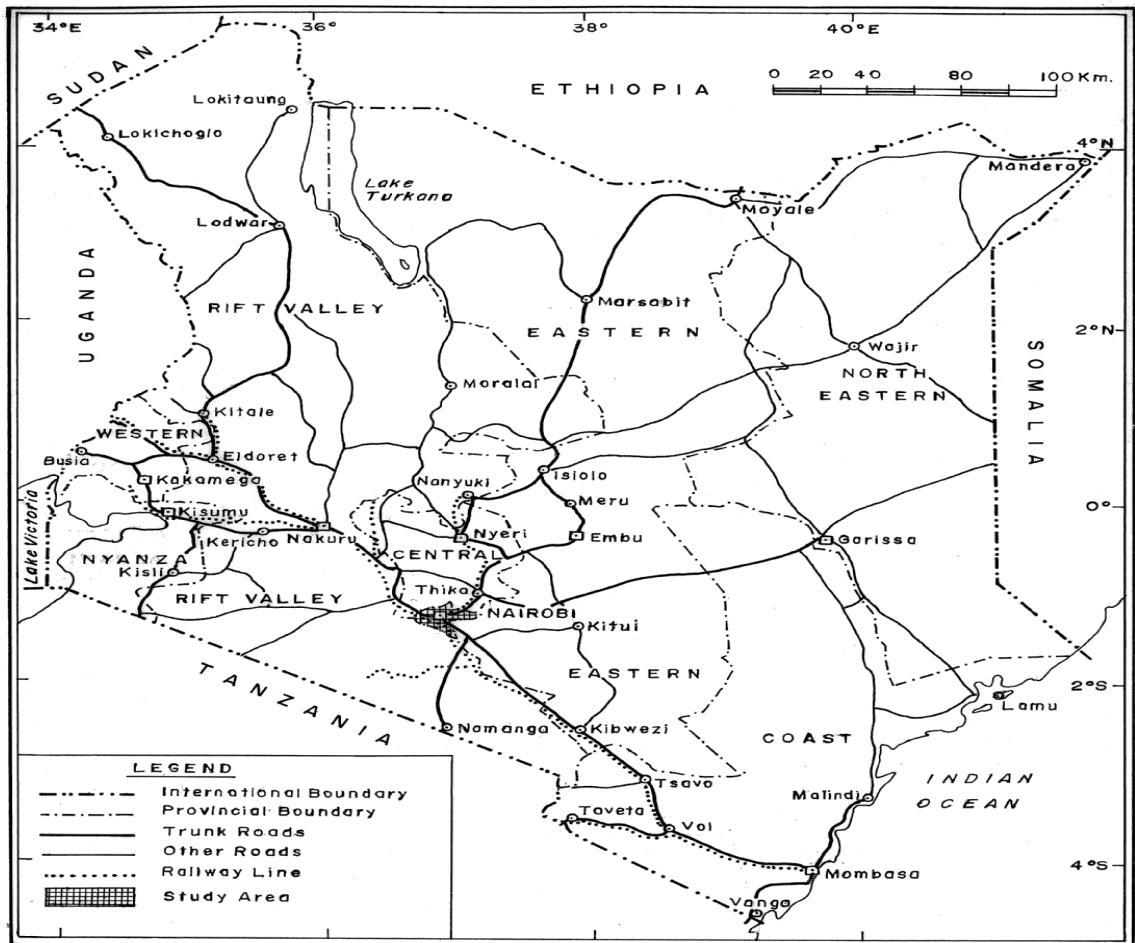 34°E
36°
38°
40°E
SUDAN
ETHIOPIA
0 20 40 80 100 Km.
Lokitaung
Lokichogio
4°N
Mandera
Lake
Turkana
Moyale
Lodwar
UGANDA
RIFT VALLEY
Marsabit
EASTERN
2°N
Wajir
SOMALIA
NORTH
EASTERN
Moralal
Kitale
WESTERN
Busia
Eldoret
Isiolo
Kakamega
Nanyuki
Meru
0°
Kisumu
Lake Victoria
Kericho
Nakuru
Nyeri
Embu
Garissa
NYANZA
CENTRAL
Kisii
Thika
RIFT VALLEY
NAIROBI
Kitui
EASTERN
TANZANIA
2°S
Lamu
Namanga
Kibwezi
COAST
Tsavo
INDIAN
OCEAN
Malindi
Taveta
Voi
4°S
Mombasa
Vanga
LEGEND
International Boundary
Provincial Boundary
Trunk Roads
Other Roads
Railway Line
Study Area